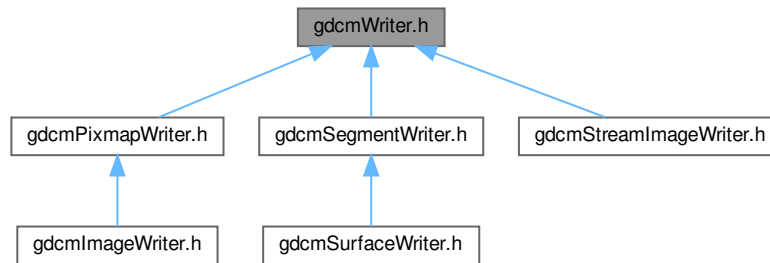 gdcmWriter.h
gdcmPixmapWriter.h
gdcmSegmentWriter.h
gdcmStreamImageWriter.h
gdcmImageWriter.h
gdcmSurfaceWriter.h